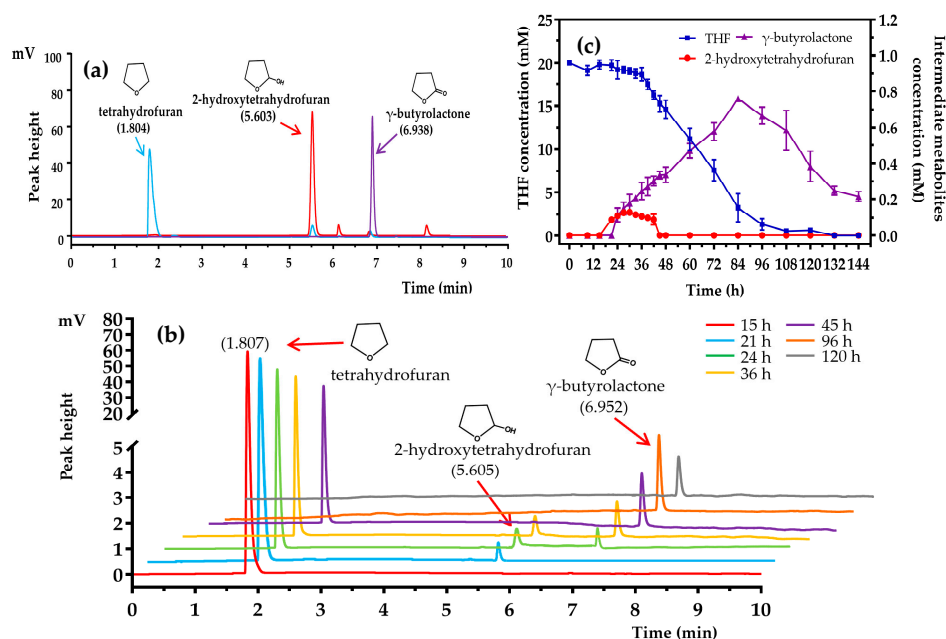 mV
(a)
100
80
60
40
20
0
Peak height
tetrahydrofuran
(1.804)
2-hydroxytetrahydrofuran
(5.603)
γ-butyrolactone
(6.938)
O
O
OH
O
O
0 1 2 3 4 5 6 7 8 9 10
Time (min)
(c)
THF
γ-butyrolactone
2-hydroxytetrahydrofuran
25
20
15
10
5
0
THF concentration (mM)
1.2
1.0
0.8
0.6
0.4
0.2
0.0
Intermediate metabolites
concentration (mM)
0 12 24 36 48 60 72 84 96 108 120 132 144
Time (h)
mV
(b)
80
70
60
50
40
30
20
5
4
3
2
1
0
Peak height
(1.807)
O
tetrahydrofuran
O
OH
2-hydroxytetrahydrofuran
(5.605)
O
O
γ-butyrolactone
(6.952)
15 h
21 h
24 h
36 h
45 h
96 h
120 h
0 1 2 3 4 5 6 7 8 9 10
Time (min)